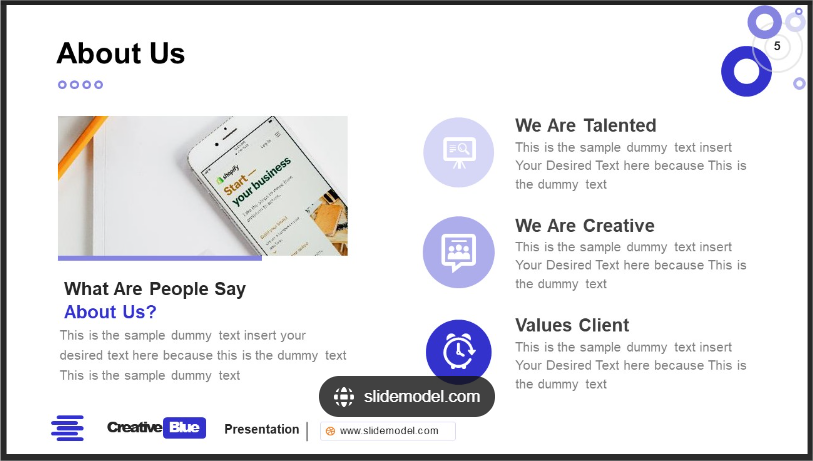 About Us
5
shopify
Start
your business
What Are People Say
About Us?
This is the sample dummy text insert your
desired text here because this is the dummy text
This is the sample dummy text
We Are Talented
This is the sample dummy text insert
Your Desired Text here because This is
the dummy text
We Are Creative
This is the sample dummy text insert
Your Desired Text here because This is
the dummy text
Values Client
This is the sample dummy text insert
Your Desired Text here because This is
the dummy text
slidemodel.com
Creative Blue Presentation www.slidemodel.com